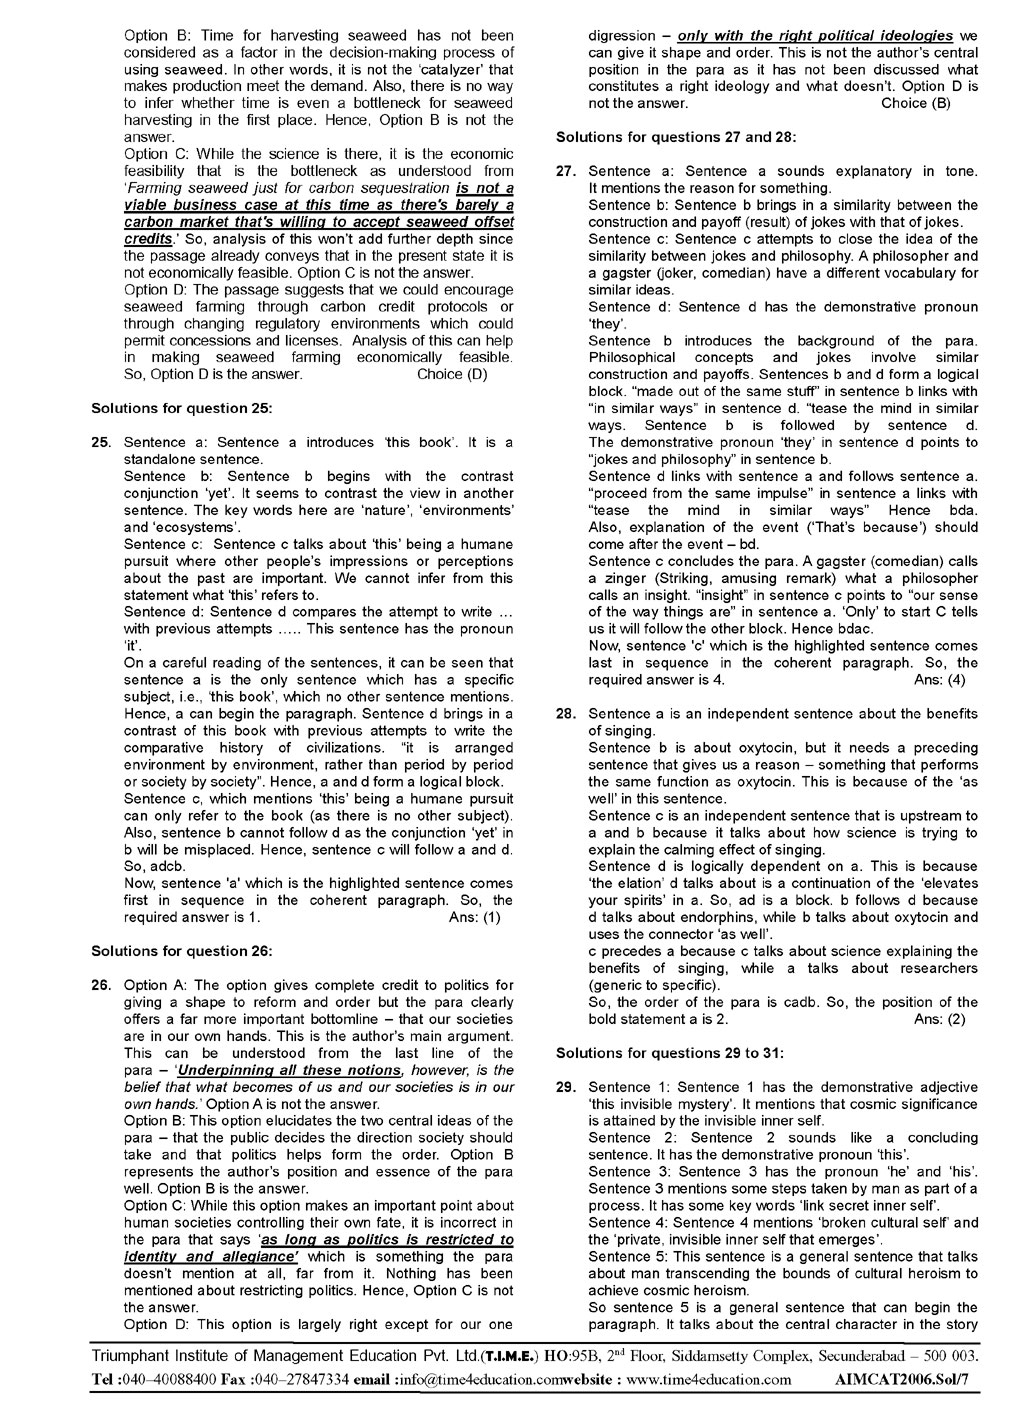 Option B: Time for harvesting seaweed has not been
considered as a factor in the decision-making process of
using seaweed. In other words, it is not the 'catalyzer' that
makes production meet the demand. Also, there is no way
to infer whether time is even a bottleneck for seaweed
harvesting in the first place. Hence, Option B is not the
answer.
Option C: While the science is there, it is the economic
feasibility that is the bottleneck as understood from
'Farming seaweed just for carbon sequestration is not a
viable business case at this time as there's barely a
carbon market that's willing to accept seaweed offset
credits.' So, analysis of this won't add further depth since
the passage already conveys that in the present state it is
not economically feasible. Option C is not the answer.
Option D: The passage suggests that we could encourage
seaweed farming through carbon credit protocols or
through changing regulatory environments which could
permit concessions and licenses. Analysis of this can help
in making seaweed farming economically feasible.
So, Option D is the answer. Choice (D)
Solutions for question 25:
25. Sentence a: Sentence a introduces 'this book'. It is a
standalone sentence.
Sentence b: Sentence b begins with the contrast
conjunction 'yet'. It seems to contrast the view in another
sentence. The key words here are 'nature', 'environments'
and 'ecosystems'.
Sentence c: Sentence c talks about 'this' being a humane
pursuit where other people's impressions or perceptions
about the past are important. We cannot infer from this
statement what 'this' refers to.
Sentence d: Sentence d compares the attempt to write …
with previous attempts ….. This sentence has the pronoun
'it'.
On a careful reading of the sentences, it can be seen that
sentence a is the only sentence which has a specific
subject, i.e., 'this book', which no other sentence mentions.
Hence, a can begin the paragraph. Sentence d brings in a
contrast of this book with previous attempts to write the
comparative history of civilizations. "it is arranged
environment by environment, rather than period by period
or society by society". Hence, a and d form a logical block.
Sentence c, which mentions 'this' being a humane pursuit
can only refer to the book (as there is no other subject).
Also, sentence b cannot follow d as the conjunction 'yet' in
b will be misplaced. Hence, sentence c will follow a and d.
So, adcb.
Now, sentence 'a' which is the highlighted sentence comes
first in sequence in the coherent paragraph. So, the
required answer is 1. Ans: (1)
Solutions for question 26:
26. Option A: The option gives complete credit to politics for
giving a shape to reform and order but the para clearly
offers a far more important bottomline – that our societies
are in our own hands. This is the author's main argument.
This can be understood from the last line of the
para – 'Underpinning all these notions, however, is the
belief that what becomes of us and our societies is in our
own hands.' Option A is not the answer.
Option B: This option elucidates the two central ideas of the
para – that the public decides the direction society should
take and that politics helps form the order. Option B
represents the author's position and essence of the para
well. Option B is the answer.
Option C: While this option makes an important point about
human societies controlling their own fate, it is incorrect in
the para that says 'as long as politics is restricted to
identity and allegiance' which is something the para
doesn't mention at all, far from it. Nothing has been
mentioned about restricting politics. Hence, Option C is not
the answer.
Option D: This option is largely right except for our one
digression – only with the right political ideologies we
can give it shape and order. This is not the author's central
position in the para as it has not been discussed what
constitutes a right ideology and what doesn't. Option D is
not the answer. Choice (B)
Solutions for questions 27 and 28:
27. Sentence a: Sentence a sounds explanatory in tone.
It mentions the reason for something.
Sentence b: Sentence b brings in a similarity between the
construction and payoff (result) of jokes with that of jokes.
Sentence c: Sentence c attempts to close the idea of the
similarity between jokes and philosophy. A philosopher and
a gagster (joker, comedian) have a different vocabulary for
similar ideas.
Sentence d: Sentence d has the demonstrative pronoun
'they'.
Sentence b introduces the background of the para.
Philosophical concepts and jokes involve similar
construction and payoffs. Sentences b and d form a logical
block. "made out of the same stuff" in sentence b links with
"in similar ways" in sentence d. "tease the mind in similar
ways. Sentence b is followed by sentence d.
The demonstrative pronoun 'they' in sentence d points to
"jokes and philosophy" in sentence b.
Sentence d links with sentence a and follows sentence a.
"proceed from the same impulse" in sentence a links with
"tease the mind in similar ways" Hence bda.
Also, explanation of the event ('That's because') should
come after the event – bd.
Sentence c concludes the para. A gagster (comedian) calls
a zinger (Striking, amusing remark) what a philosopher
calls an insight. "insight" in sentence c points to "our sense
of the way things are" in sentence a. 'Only' to start C tells
us it will follow the other block. Hence bdac.
Now, sentence 'c' which is the highlighted sentence comes
last in sequence in the coherent paragraph. So, the
required answer is 4. Ans: (4)
28. Sentence a is an independent sentence about the benefits
of singing.
Sentence b is about oxytocin, but it needs a preceding
sentence that gives us a reason – something that performs
the same function as oxytocin. This is because of the 'as
well' in this sentence.
Sentence c is an independent sentence that is upstream to
a and b because it talks about how science is trying to
explain the calming effect of singing.
Sentence d is logically dependent on a. This is because
'the elation' d talks about is a continuation of the 'elevates
your spirits' in a. So, ad is a block. b follows d because
d talks about endorphins, while b talks about oxytocin and
uses the connector 'as well'.
c precedes a because c talks about science explaining the
benefits of singing, while a talks about researchers
(generic to specific).
So, the order of the para is cadb. So, the position of the
bold statement a is 2. Ans: (2)
Solutions for questions 29 to 31:
29. Sentence 1: Sentence 1 has the demonstrative adjective
'this invisible mystery'. It mentions that cosmic significance
is attained by the invisible inner self.
Sentence 2: Sentence 2 sounds like a concluding
sentence. It has the demonstrative pronoun 'this'.
Sentence 3: Sentence 3 has the pronoun 'he' and 'his'.
Sentence 3 mentions some steps taken by man as part of a
process. It has some key words 'link secret inner self'.
Sentence 4: Sentence 4 mentions 'broken cultural self' and
the 'private, invisible inner self that emerges'.
Sentence 5: This sentence is a general sentence that talks
about man transcending the bounds of cultural heroism to
achieve cosmic heroism.
So sentence 5 is a general sentence that can begin the
paragraph. It talks about the central character in the story
Triumphant Institute of Management Education Pvt. Ltd.(T.I.M.E.) HO:95B, 2nd Floor, Siddamsetty Complex, Secunderabad – 500 003.
Tel :040–40088400 Fax :040–27847334 email :info@time4education.comwebsite : www.time4education.com AIMCAT2006.Sol/7